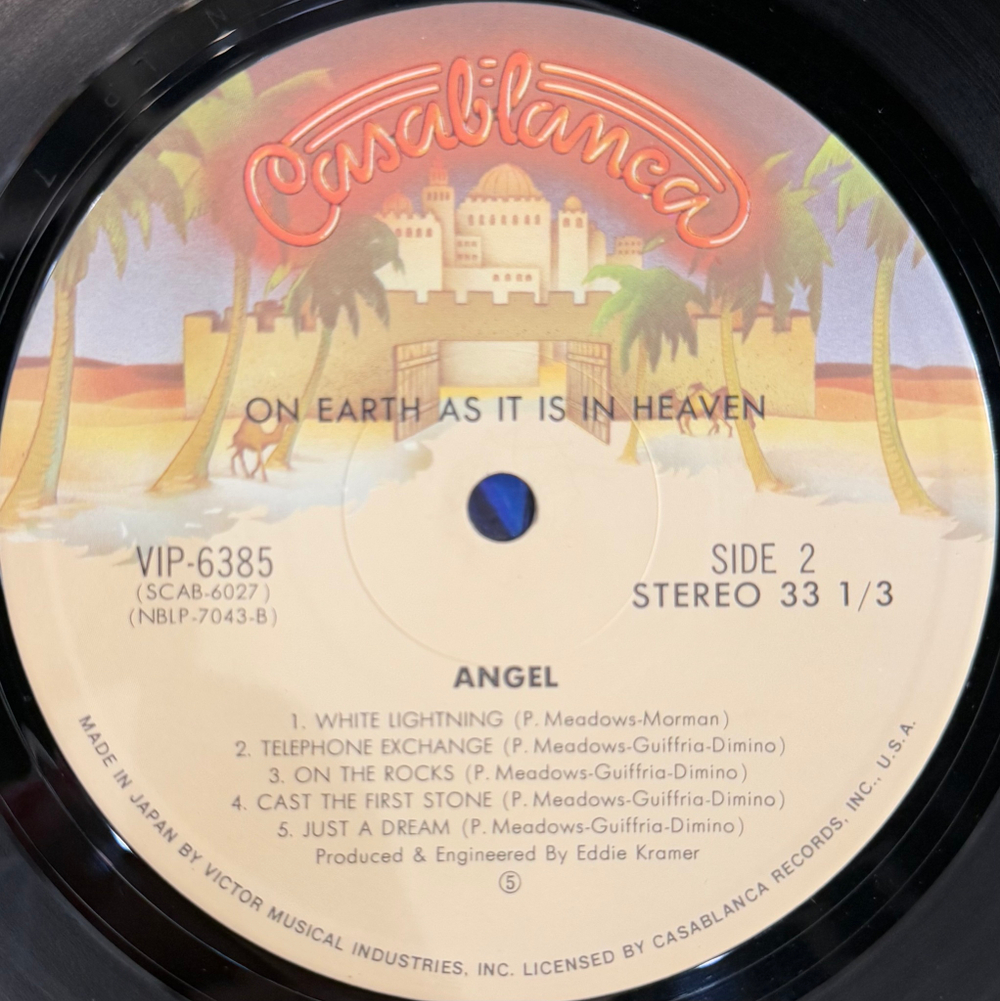 Casablanca
ON EARTH AS IT IS IN HEAVEN
VIP-6385
(SCAB-6027)
(NBLP-7043-B)
SIDE 2
STEREO 33 1/3
ANGEL
1. WHITE LIGHTNING (P. Meadows-Morman)
2. TELEPHONE EXCHANGE (P. Meadows-Guiffria-Dimino)
3. ON THE ROCKS (P. Meadows-Guiffria-Dimino)
4. CAST THE FIRST STONE (P. Meadows-Guiffria-Dimino)
5. JUST A DREAM (P. Meadows-Guiffria-Dimino)
Produced & Engineered By Eddie Kramer
⑤
MADE IN JAPAN BY VICTOR MUSICAL INDUSTRIES, INC. LICENSED BY CASABLANCA RECORDS, INC., U.S.A.